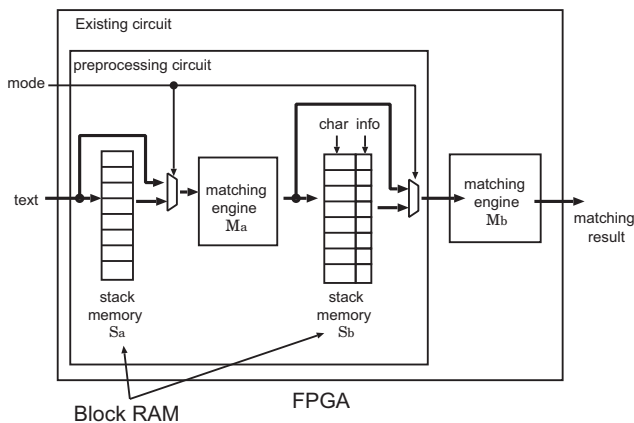 Existing circuit
preprocessing circuit
mode
char info
text
matching
engine
Ma
matching
engine
Mb
matching
result
stack
memory
Sa
stack
memory
Sb
Block RAM
FPGA